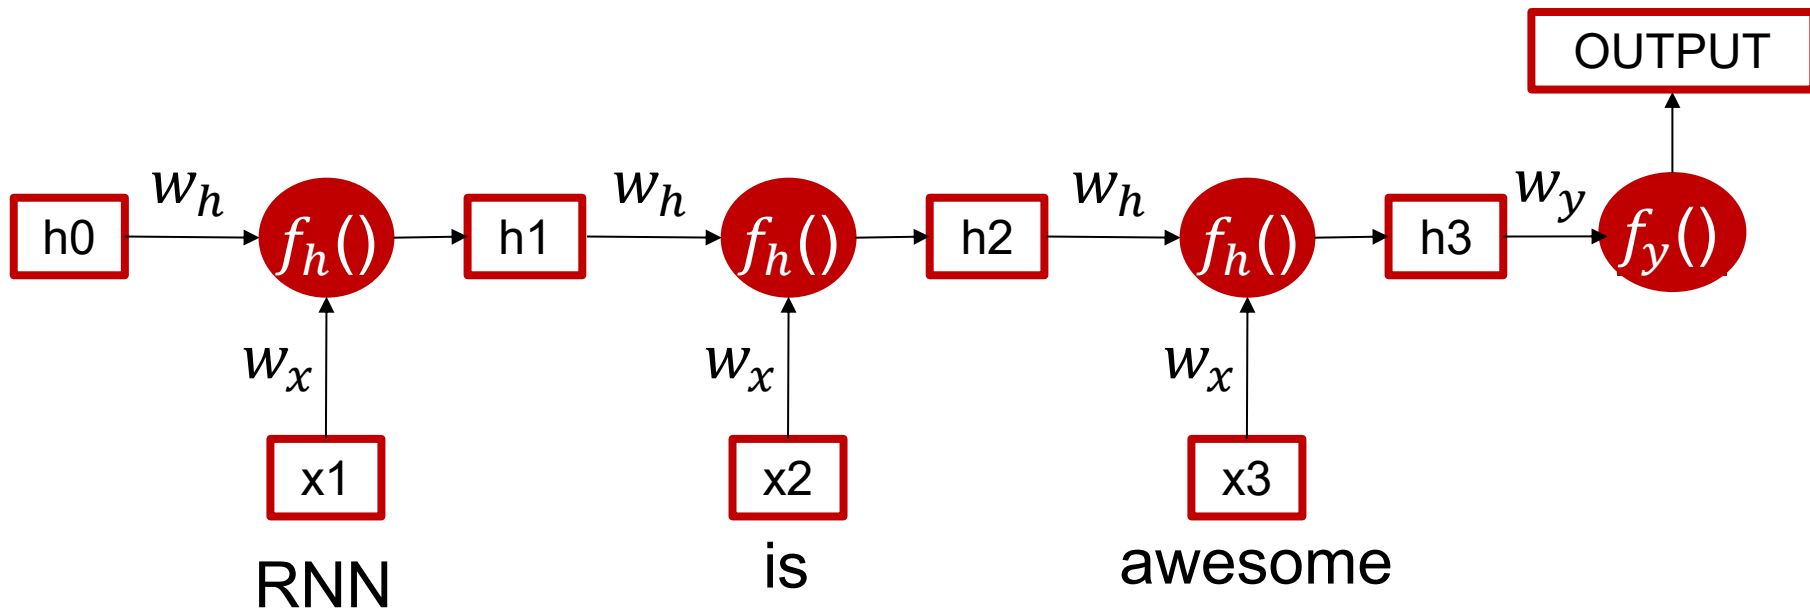 OUTPUT
w_h w_h w_h w_y
h0 f_h() h1 f_h() h2 f_h() h3 f_y()
w_x w_x w_x
x1 x2 x3
RNN is awesome